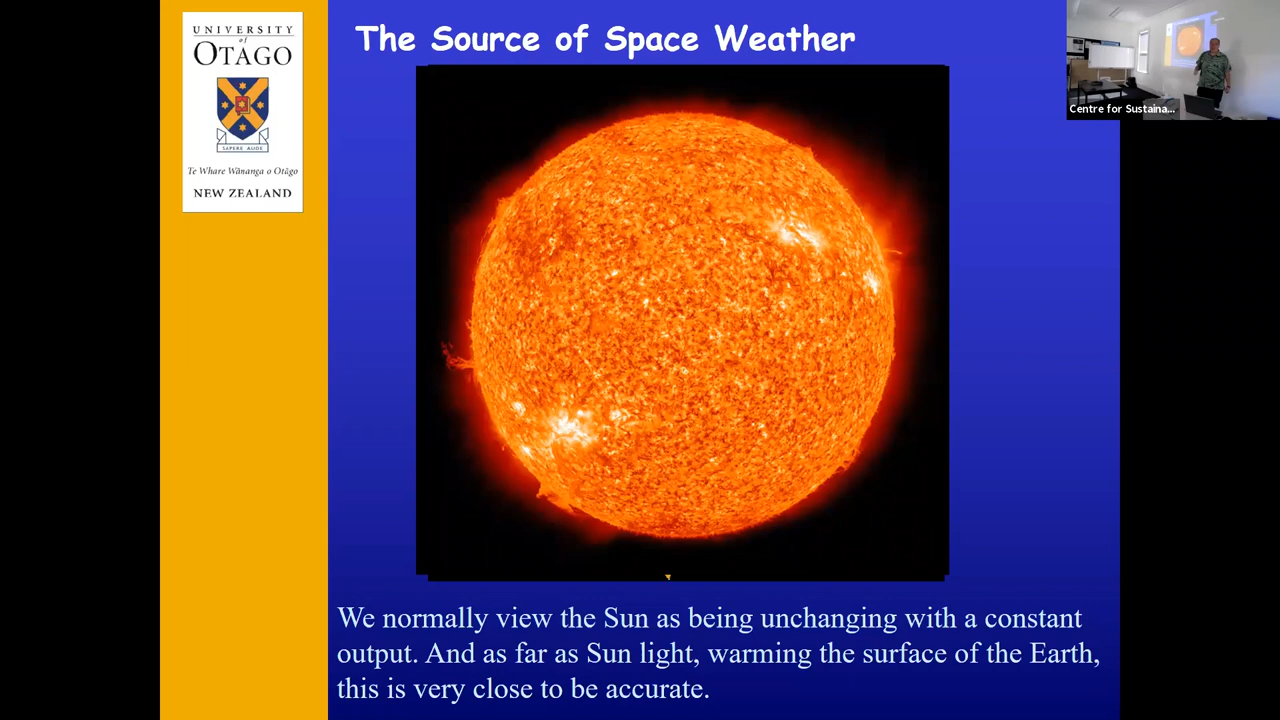 UNIVERSITY
of
OTAGO
SAPERE AUDE
Te Whare Wānanga o Otāgo
NEW ZEALAND
The Source of Space Weather
Centre for Sustaina...
We normally view the Sun as being unchanging with a constant
output. And as far as Sun light, warming the surface of the Earth,
this is very close to be accurate.